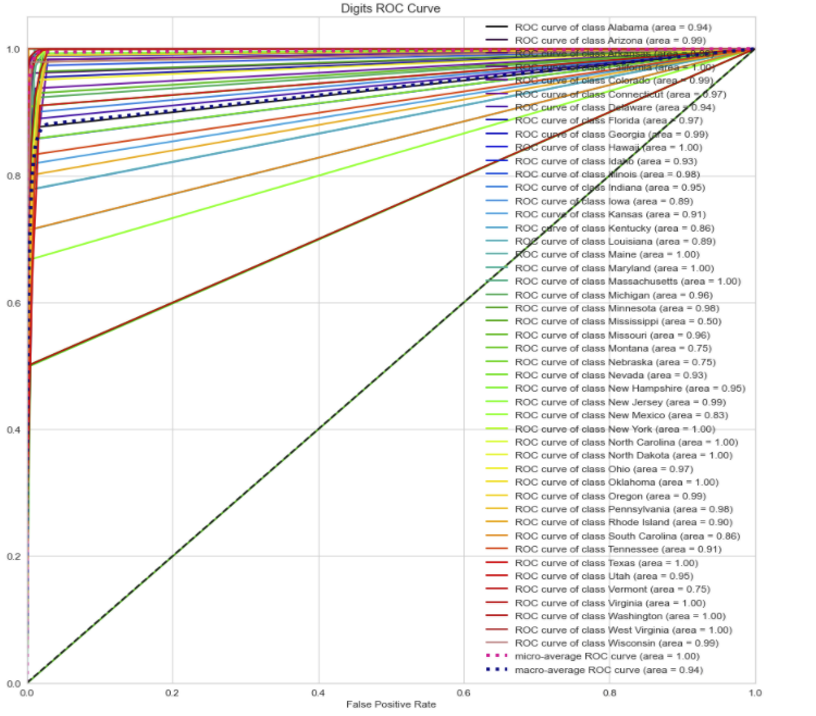 Digits ROC Curve
ROC curve of class Alabama (area = 0.94)
ROC curve of class Arizona (area = 0.99)
ROC curve of class Arkansas (area =
ROC curve of class California (area = 1.00)
ROC curve of class Colorado (area = 0.99)
ROC curve of class Connecticut (area = 0.97)
ROC curve of class Delaware (area = 0.94)
ROC curve of class Florida (area = 0.97)
ROC curve of class Georgia (area = 0.99)
ROC curve of class Hawaii (area = 1.00)
ROC curve of class Idaho (area = 0.93)
ROC curve of class Illinois (area = 0.98)
ROC curve of class Indiana (area = 0.95)
ROC curve of class Iowa (area = 0.89)
ROC curve of class Kansas (area = 0.91)
ROC curve of class Kentucky (area = 0.86)
ROC curve of class Louisiana (area = 0.89)
ROC curve of class Maine (area = 1.00)
ROC curve of class Maryland (area = 1.00)
ROC curve of class Massachusetts (area = 1.00)
ROC curve of class Michigan (area = 0.96)
ROC curve of class Minnesota (area = 0.98)
ROC curve of class Mississippi (area = 0.50)
ROC curve of class Missouri (area = 0.96)
ROC curve of class Montana (area = 0.75)
ROC curve of class Nebraska (area = 0.75)
ROC curve of class Nevada (area = 0.93)
ROC curve of class New Hampshire (area = 0.95)
ROC curve of class New Jersey (area = 0.99)
ROC curve of class New Mexico (area = 0.83)
ROC curve of class New York (area = 1.00)
ROC curve of class North Carolina (area = 1.00)
ROC curve of class North Dakota (area = 1.00)
ROC curve of class Ohio (area = 0.97)
ROC curve of class Oklahoma (area = 1.00)
ROC curve of class Oregon (area = 0.99)
ROC curve of class Pennsylvania (area = 0.98)
ROC curve of class Rhode Island (area = 0.90)
ROC curve of class South Carolina (area = 0.86)
ROC curve of class Tennessee (area = 0.91)
ROC curve of class Texas (area = 1.00)
ROC curve of class Utah (area = 0.95)
ROC curve of class Vermont (area = 0.75)
ROC curve of class Virginia (area = 1.00)
ROC curve of class Washington (area = 1.00)
ROC curve of class West Virginia (area = 1.00)
ROC curve of class Wisconsin (area = 0.99)
micro-average ROC curve (area = 1.00)
macro-average ROC curve (area = 0.94)
1.0
0.8
0.6
0.4
0.2
0.0
0.0 0.2 0.4 0.6 0.8 1.0
False Positive Rate